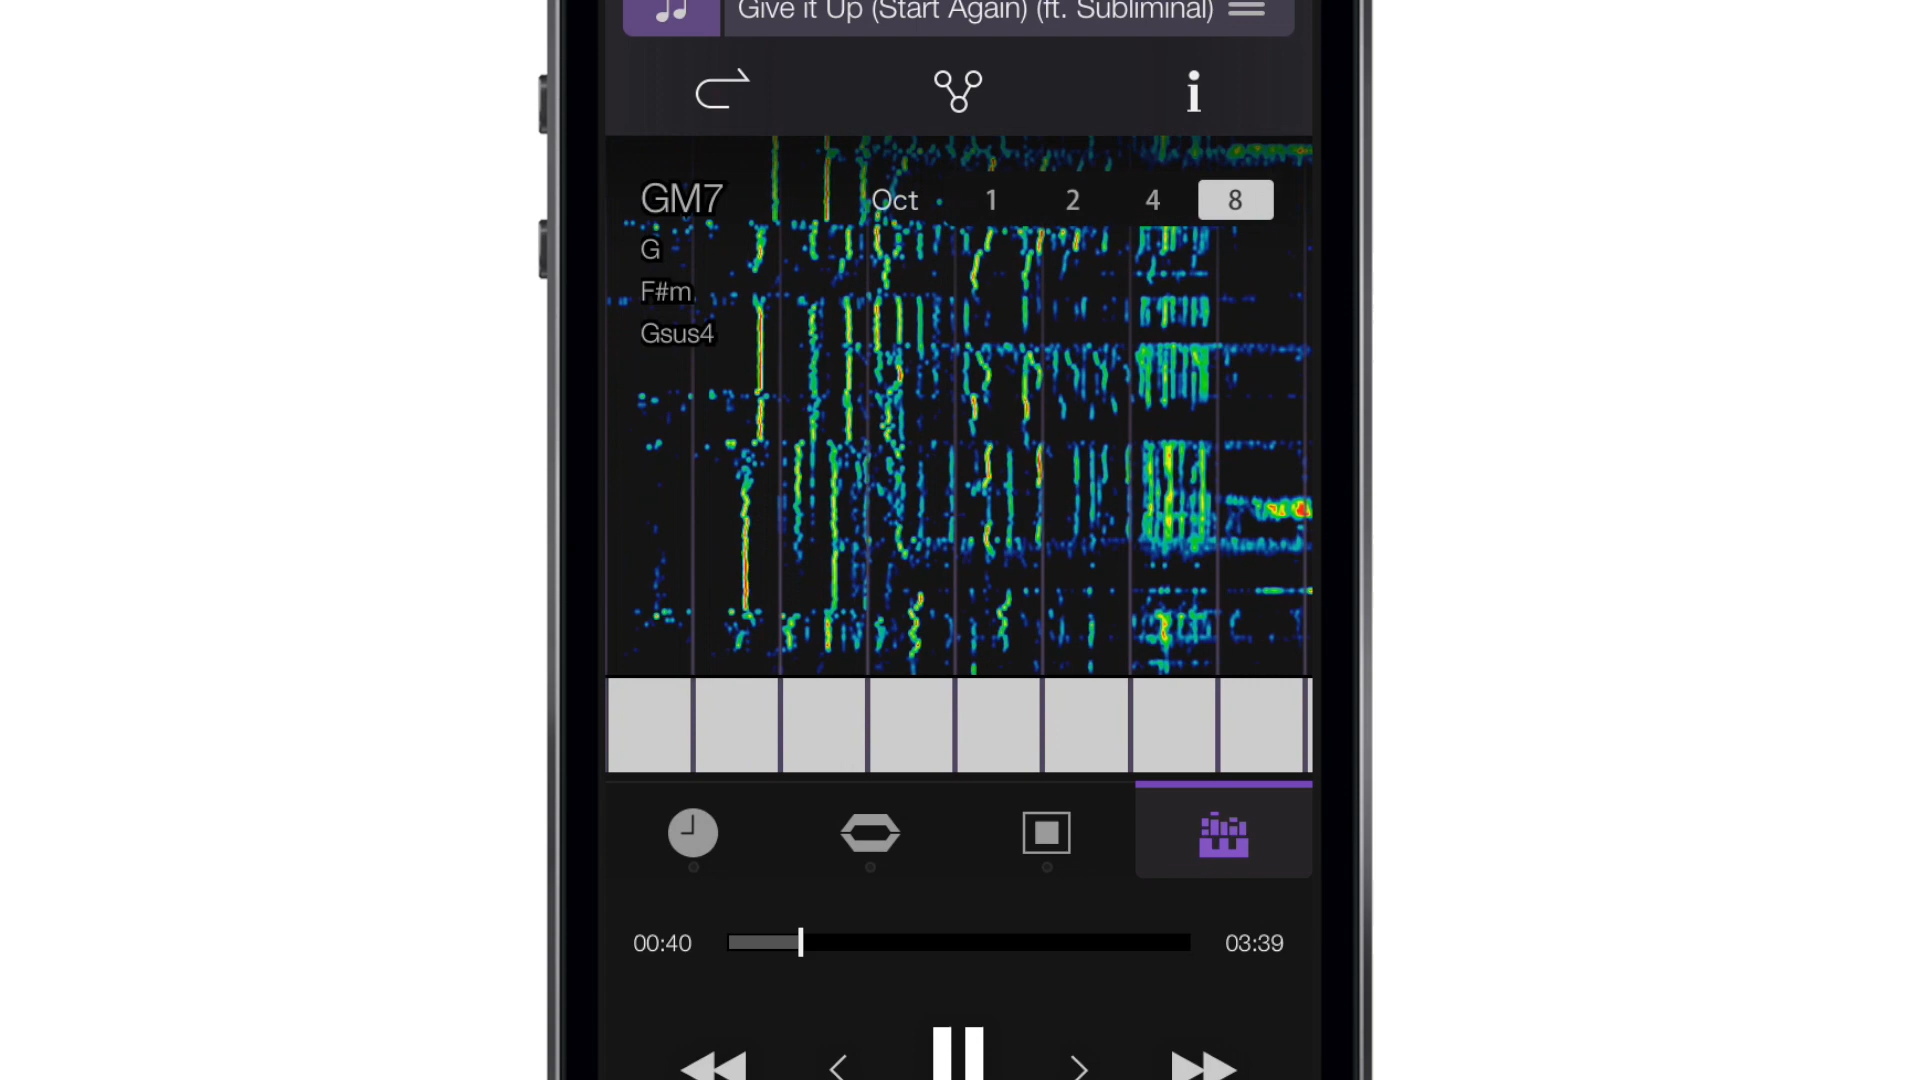 Give it Up (Start Again) (ft. Subliminal)
i
GM7 Oct 1 2 4 8
G
F#m
Gsus4
00:40 03:39